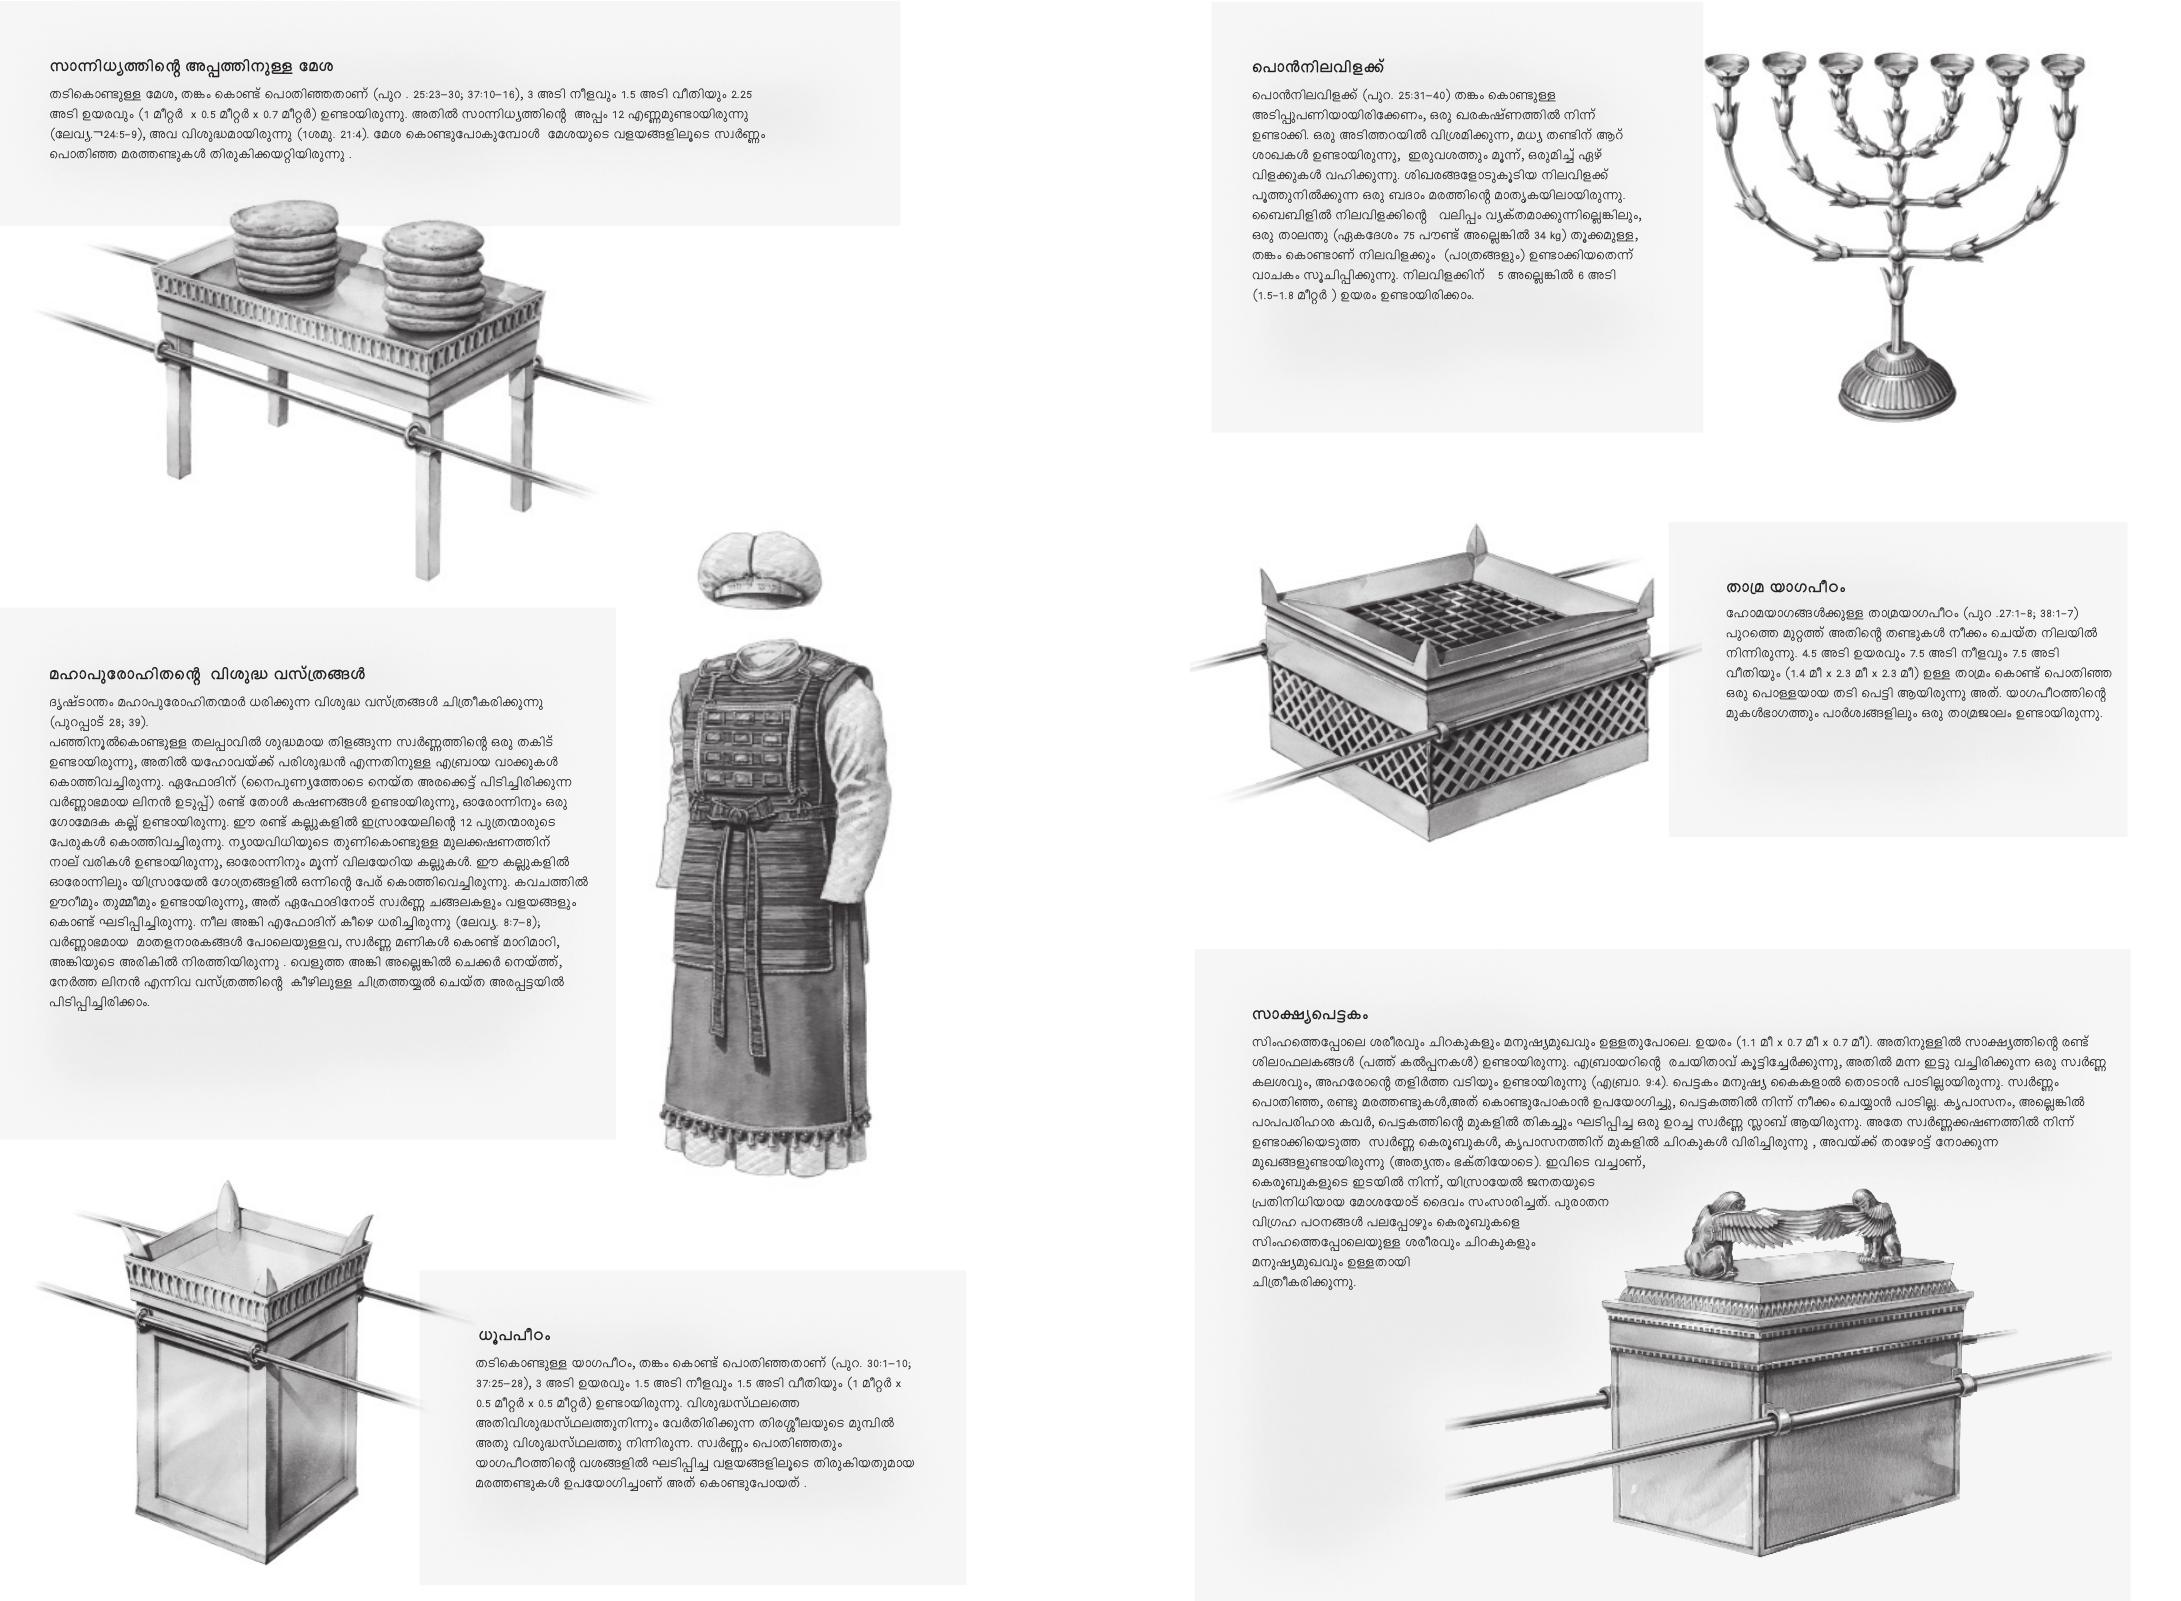 സാന്നിധ്യത്തിന്റെ അപ്പത്തിനുള്ള മേശ
തടികൊണ്ടുള്ള മേശ, തങ്കം കൊണ്ട് പൊതിഞ്ഞതാണ് (പുറ . 25:23–30; 37:10–16), 3 അടി നീളവും 1.5 അടി വീതിയും 2.25
അടി ഉയരവും (1 മീറ്റർ x 0.5 മീറ്റർ x 0.7 മീറ്റർ) ഉണ്ടായിരുന്നു. അതിൽ സാന്നിധ്യത്തിന്റെ അപ്പം 12 എണ്ണമുണ്ടായിരുന്നു
(ലേവ്യ.¬24:5–9), അവ വിശുദ്ധമായിരുന്നു (1ശമു. 21:4). മേശ കൊണ്ടുപോകുമ്പോൾ മേശയുടെ വളയങ്ങളിലൂടെ സ്വർണ്ണം
പൊതിഞ്ഞ മരത്തണ്ടുകൾ തിരുകിക്കയറ്റിയിരുന്നു .
മഹാപുരോഹിതന്റെ വിശുദ്ധ വസ്ത്രങ്ങൾ
ദൃഷ്ടാന്തം മഹാപുരോഹിതന്മാർ ധരിക്കുന്ന വിശുദ്ധ വസ്ത്രങ്ങൾ ചിത്രീകരിക്കുന്നു
(പുറപ്പാട് 28; 39).
പഞ്ഞിനൂൽകൊണ്ടുള്ള തലപ്പാവിൽ ശുദ്ധമായ തിളങ്ങുന്ന സ്വർണ്ണത്തിന്റെ ഒരു തകിട്
ഉണ്ടായിരുന്നു, അതിൽ യഹോവയ്ക്ക് പരിശുദ്ധൻ എന്നതിനുള്ള എബ്രായ വാക്കുകൾ
കൊത്തിവച്ചിരുന്നു. ഏഫോദിന് (നൈപുണ്യത്തോടെ നെയ്ത അരക്കെട്ട് പിടിച്ചിരിക്കുന്ന
വർണ്ണാഭമായ ലിനൻ ഉടുപ്പ്) രണ്ട് തോൾ കഷണങ്ങൾ ഉണ്ടായിരുന്നു, ഓരോന്നിനും ഒരു
ഗോമേദക കല്ല് ഉണ്ടായിരുന്നു. ഈ രണ്ട് കല്ലുകളിൽ ഇസ്രായേലിന്റെ 12 പുത്രന്മാരുടെ
പേരുകൾ കൊത്തിവച്ചിരുന്നു. ന്യായവിധിയുടെ തുണികൊണ്ടുള്ള മുലക്കഷണത്തിന്
നാല് വരികൾ ഉണ്ടായിരുന്നു, ഓരോന്നിനും മൂന്ന് വിലയേറിയ കല്ലുകൾ. ഈ കല്ലുകളിൽ
ഓരോന്നിലും യിസ്രായേൽ ഗോത്രങ്ങളിൽ ഒന്നിന്റെ പേര് കൊത്തിവെച്ചിരുന്നു. കവചത്തിൽ
ഊറീമും തുമ്മീമും ഉണ്ടായിരുന്നു, അത് ഏഫോദിനോട് സ്വർണ്ണ ചങ്ങലകളും വളയങ്ങളും
കൊണ്ട് ഘടിപ്പിച്ചിരുന്നു. നീല അങ്കി എഫോദിന് കീഴെ ധരിച്ചിരുന്നു (ലേവ്യ. 8:7–8);
വർണ്ണാഭമായ മാതളനാരകങ്ങൾ പോലെയുള്ളവ, സ്വർണ്ണ മണികൾ കൊണ്ട് മാറിമാറി,
അങ്കിയുടെ അരികിൽ നിരത്തിയിരുന്നു . വെളുത്ത അങ്കി അല്ലെങ്കിൽ ചെക്കർ നെയ്ത്ത്,
നേർത്ത ലിനൻ എന്നിവ വസ്ത്രത്തിന്റെ കീഴിലുള്ള ചിത്രത്തയ്യൽ ചെയ്ത അരപ്പട്ടയിൽ
പിടിപ്പിച്ചിരിക്കാം.
ധൂപപീഠം
തടികൊണ്ടുള്ള യാഗപീഠം, തങ്കം കൊണ്ട് പൊതിഞ്ഞതാണ് (പുറ. 30:1–10;
37:25–28), 3 അടി ഉയരവും 1.5 അടി നീളവും 1.5 അടി വീതിയും (1 മീറ്റർ x
0.5 മീറ്റർ x 0.5 മീറ്റർ) ഉണ്ടായിരുന്നു. വിശുദ്ധസ്ഥലത്തെ
അതിവിശുദ്ധസ്ഥലത്തുനിന്നും വേർതിരിക്കുന്ന തിരശ്ശീലയുടെ മുമ്പിൽ
അതു വിശുദ്ധസ്ഥലത്തു നിന്നിരുന്ന. സ്വർണ്ണം പൊതിഞ്ഞതും
യാഗപീഠത്തിന്റെ വശങ്ങളിൽ ഘടിപ്പിച്ച വളയങ്ങളിലൂടെ തിരുകിയതുമായ
മരത്തണ്ടുകൾ ഉപയോഗിച്ചാണ് അത് കൊണ്ടുപോയത് .
പൊൻനിലവിളക്ക്
പൊൻനിലവിളക്ക് (പുറ. 25:31–40) തങ്കം കൊണ്ടുള്ള
അടിപ്പുപണിയായിരിക്കേണം, ഒരു ഖരകഷ്ണത്തിൽ നിന്ന്
ഉണ്ടാക്കി. ഒരു അടിത്തറയിൽ വിശ്രമിക്കുന്ന, മധ്യ തണ്ടിന് ആറ്
ശാഖകൾ ഉണ്ടായിരുന്നു, ഇരുവശത്തും മൂന്ന്, ഒരുമിച്ച് ഏഴ്
വിളക്കുകൾ വഹിക്കുന്നു. ശിഖരങ്ങളോടുകൂടിയ നിലവിളക്ക്
പൂത്തുനിൽക്കുന്ന ഒരു ബദാം മരത്തിന്റെ മാതൃകയിലായിരുന്നു.
ബൈബിളിൽ നിലവിളക്കിന്റെ വലിപ്പം വ്യക്തമാക്കുന്നില്ലെങ്കിലും,
ഒരു താലന്തു (ഏകദേശം 75 പൗണ്ട് അല്ലെങ്കിൽ 34 kg) തൂക്കമുള്ള,
തങ്കം കൊണ്ടാണ് നിലവിളക്കും (പാത്രങ്ങളും) ഉണ്ടാക്കിയതെന്ന്
വാചകം സൂചിപ്പിക്കുന്നു. നിലവിളക്കിന് 5 അല്ലെങ്കിൽ 6 അടി
(1.5–1.8 മീറ്റർ ) ഉയരം ഉണ്ടായിരിക്കാം.
താമ്ര യാഗപീഠം
ഹോമയാഗങ്ങൾക്കുള്ള താമ്രയാഗപീഠം (പുറ .27:1–8; 38:1–7)
പുറത്തെ മുറ്റത്ത് അതിന്റെ തണ്ടുകൾ നീക്കം ചെയ്ത നിലയിൽ
നിന്നിരുന്നു. 4.5 അടി ഉയരവും 7.5 അടി നീളവും 7.5 അടി
വീതിയും (1.4 മീ x 2.3 മീ x 2.3 മീ) ഉള്ള താമ്രം കൊണ്ട് പൊതിഞ്ഞ
ഒരു പൊള്ളയായ തടി പെട്ടി ആയിരുന്നു അത്. യാഗപീഠത്തിന്റെ
മുകൾഭാഗത്തും പാർശ്വങ്ങളിലും ഒരു താമ്രജാലം ഉണ്ടായിരുന്നു.
സാക്ഷ്യപെട്ടകം
സിംഹത്തെപ്പോലെ ശരീരവും ചിറകുകളും മനുഷ്യമുഖവും ഉള്ളതുപോലെ. ഉയരം (1.1 മീ x 0.7 മീ x 0.7 മീ). അതിനുള്ളിൽ സാക്ഷ്യത്തിന്റെ രണ്ട്
ശിലാഫലകങ്ങൾ (പത്ത് കൽപ്പനകൾ) ഉണ്ടായിരുന്നു. എബ്രായറിന്റെ രചയിതാവ് കൂട്ടിച്ചേർക്കുന്നു, അതിൽ മന്ന ഇട്ടു വച്ചിരിക്കുന്ന ഒരു സ്വർണ്ണ
കലശവും, അഹരോന്റെ തളിർത്ത വടിയും ഉണ്ടായിരുന്നു (എബ്രാ. 9:4). പെട്ടകം മനുഷ്യ കൈകളാൽ തൊടാൻ പാടില്ലായിരുന്നു. സ്വർണ്ണം
പൊതിഞ്ഞ, രണ്ടു മരത്തണ്ടുകൾ,അത് കൊണ്ടുപോകാൻ ഉപയോഗിച്ചു, പെട്ടകത്തിൽ നിന്ന് നീക്കം ചെയ്യാൻ പാടില്ല. കൃപാസനം, അല്ലെങ്കിൽ
പാപപരിഹാര കവർ, പെട്ടകത്തിന്റെ മുകളിൽ തികച്ചും ഘടിപ്പിച്ച ഒരു ഉറച്ച സ്വർണ്ണ സ്ലാബ് ആയിരുന്നു. അതേ സ്വർണ്ണക്കഷണത്തിൽ നിന്ന്
ഉണ്ടാക്കിയെടുത്ത സ്വർണ്ണ കെരൂബുകൾ, കൃപാസനത്തിന് മുകളിൽ ചിറകുകൾ വിരിച്ചിരുന്നു , അവയ്ക്ക് താഴോട്ട് നോക്കുന്ന
മുഖങ്ങളുണ്ടായിരുന്നു (അത്യന്തം ഭക്തിയോടെ). ഇവിടെ വച്ചാണ്,
കെരൂബുകളുടെ ഇടയിൽ നിന്ന്, യിസ്രായേൽ ജനതയുടെ
പ്രതിനിധിയായ മോശയോട് ദൈവം സംസാരിച്ചത്. പുരാതന
വിഗ്രഹ പഠനങ്ങൾ പലപ്പോഴും കെരൂബുകളെ
സിംഹത്തെപ്പോലെയുള്ള ശരീരവും ചിറകുകളും
മനുഷ്യമുഖവും ഉള്ളതായി
ചിത്രീകരിക്കുന്നു.